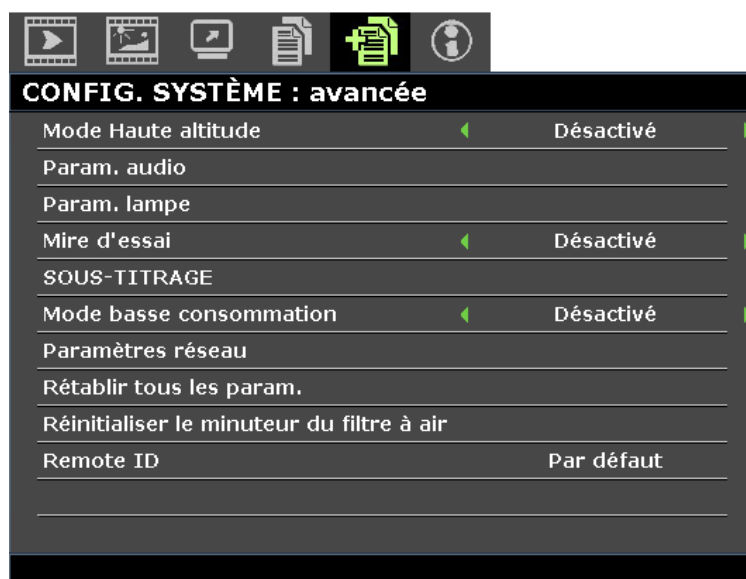 CONFIG. SYSTÈME : avancée
Mode Haute altitude Désactivé
Param. audio
Param. lampe
Mire d'essai Désactivé
SOUS-TITRAGE
Mode basse consommation Désactivé
Paramètres réseau
Rétablir tous les param.
Réinitialiser le minuteur du filtre à air
Remote ID Par défaut